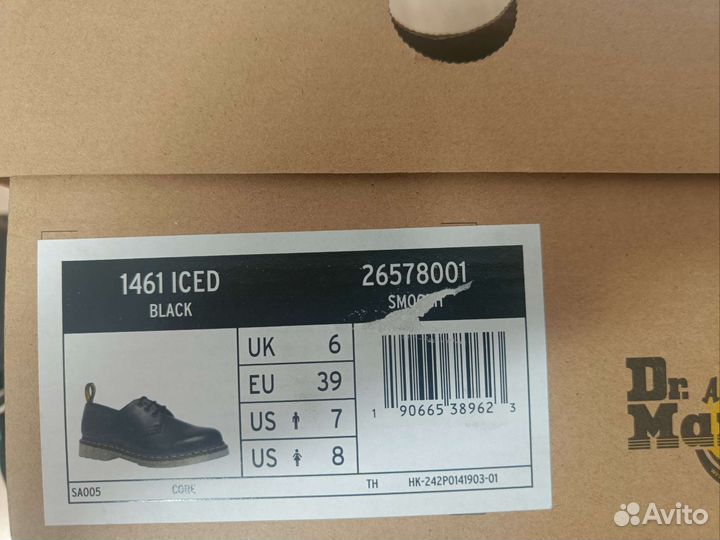 1461 ICED
BLACK
26578001
SMOOTH
UK 6
EU 39
US 7
US 8
1 90665 38962 3
SA005
CORE
TH
HK-242P0141903-01
Dr.
Avito